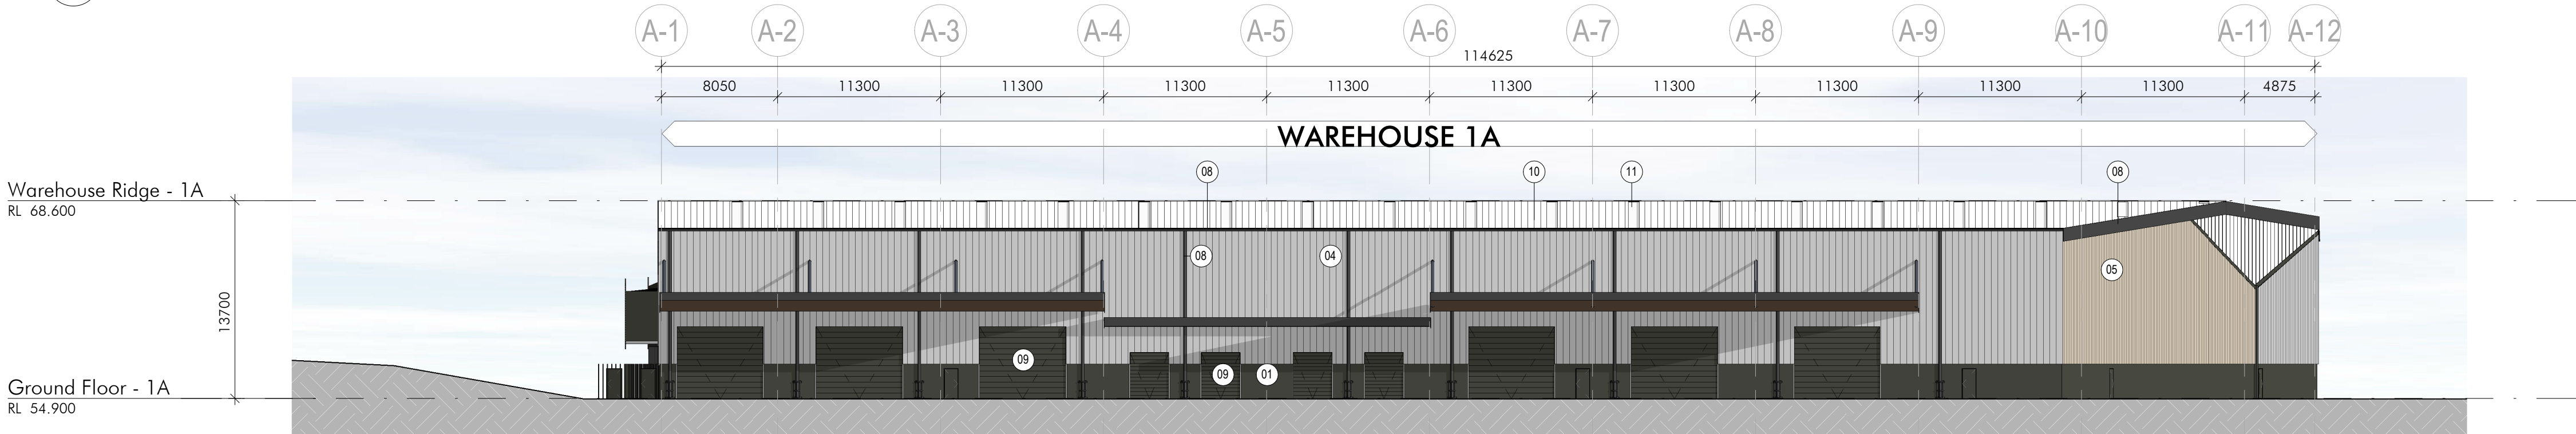 A-1 A-2 A-3 A-4 A-5 A-6 A-7 A-8 A-9 A-10 A-11 A-12
114625
8050 11300 11300 11300 11300 11300 11300 11300 11300 11300 4875
WAREHOUSE 1A
08 10 11 08
Warehouse Ridge - 1A
RL 68.600
08 04 05
13700
09
09 01
Ground Floor - 1A
RL 54.900